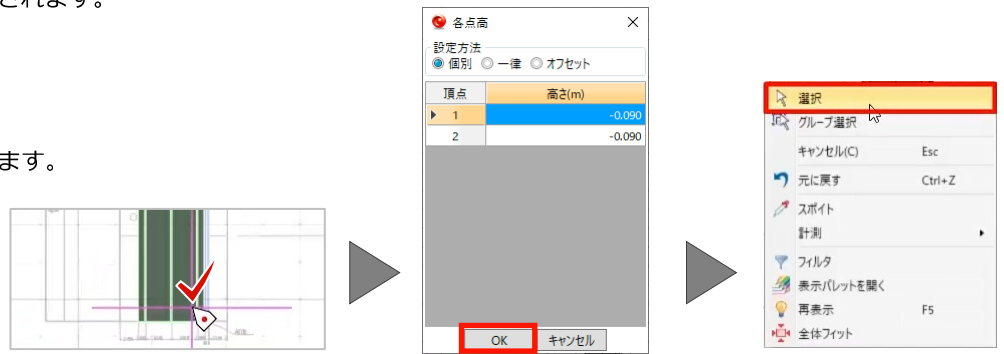 されます。
ます。
各点高
設定方法
個別 一律 オフセット
頂点 高さ(m)
1 -0.090
2 -0.090
OK キャンセル
選択
グループ選択
キャンセル(C) Esc
元に戻す Ctrl+Z
スポイト
計測
フィルタ
表示パレットを開く
再表示 F5
全体フィット